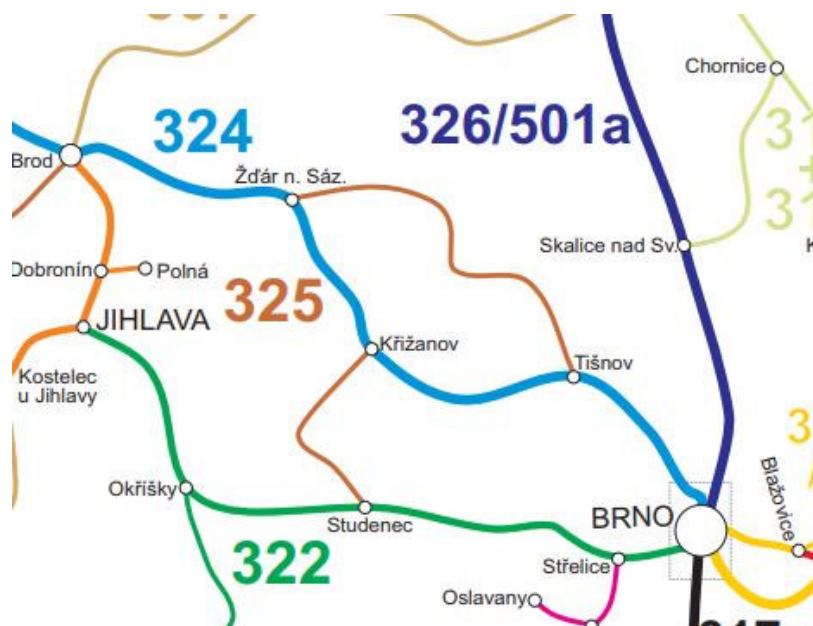 Chornice
324
326/501a
Brod
Žďár n. Sáz.
Skalice nad Sv.
Dobronín
Polná
325
JIHLAVA
Křižanov
Kostelec
u Jihlavy
Tišnov
Okříšky
Studenec
BRNO
Blažovice
322
Střelice
Oslavany